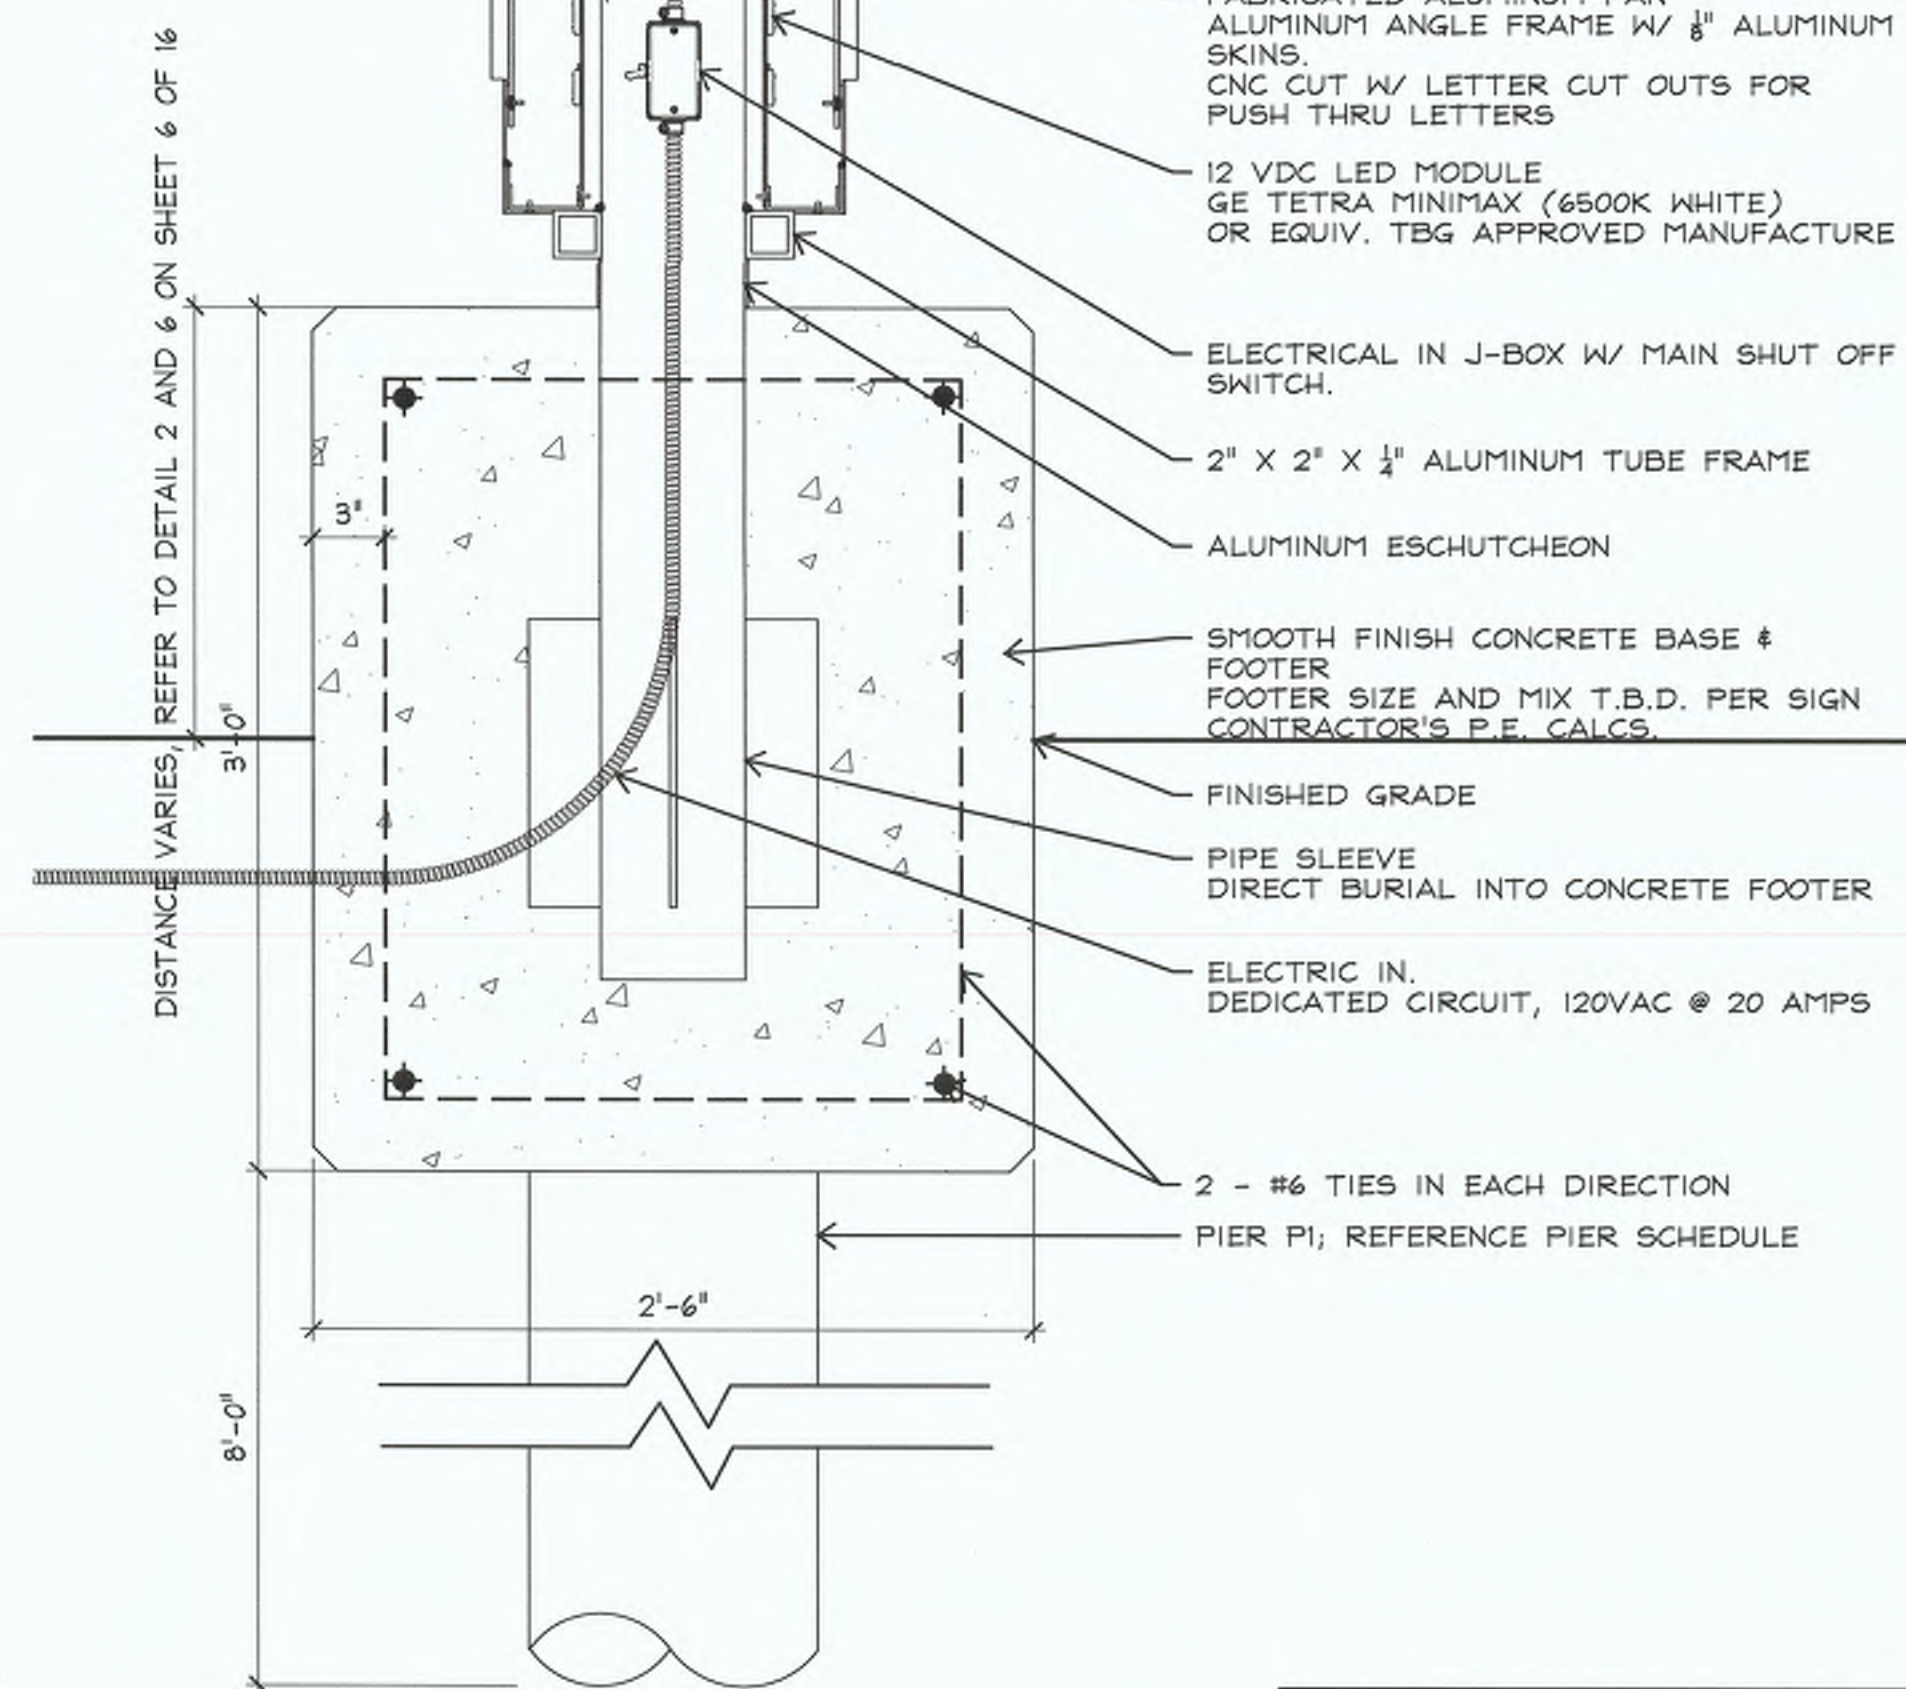 FABRICATED ALUMINUM PAN
ALUMINUM ANGLE FRAME W/ ⅛" ALUMINUM
SKINS.
CNC CUT W/ LETTER CUT OUTS FOR
PUSH THRU LETTERS
12 VDC LED MODULE
GE TETRA MINIMAX (6500K WHITE)
OR EQUIV. TBG APPROVED MANUFACTURE
ELECTRICAL IN J-BOX W/ MAIN SHUT OFF
SWITCH.
2" X 2" X ¼" ALUMINUM TUBE FRAME
ALUMINUM ESCHUTCHEON
SMOOTH FINISH CONCRETE BASE &
FOOTER
FOOTER SIZE AND MIX T.B.D. PER SIGN
CONTRACTOR'S P.E. CALCS.
FINISHED GRADE
PIPE SLEEVE
DIRECT BURIAL INTO CONCRETE FOOTER
ELECTRIC IN.
DEDICATED CIRCUIT, 120VAC @ 20 AMPS
2 - #6 TIES IN EACH DIRECTION
PIER P1; REFERENCE PIER SCHEDULE
DISTANCE VARIES, REFER TO DETAIL 2 AND 6 ON SHEET 6 OF 16
3"
3'-0"
2'-6"
8'-0"